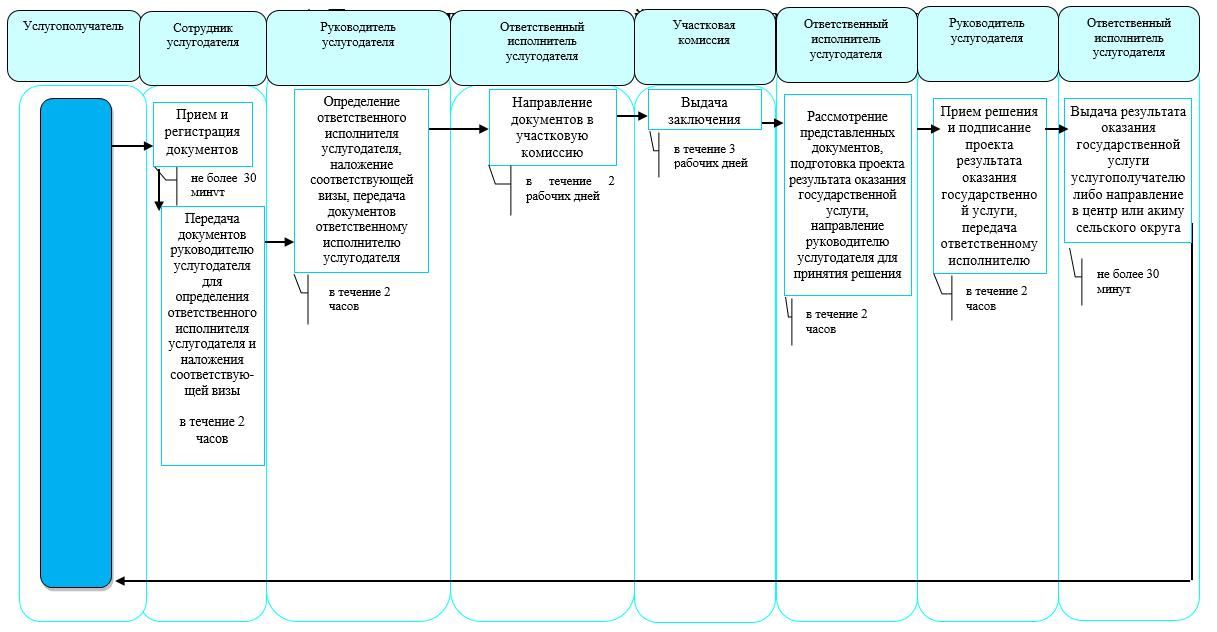 Услугополучатель
Сотрудник
услугодателя
Руководитель
услугодателя
Ответственный
исполнитель
услугодателя
Участковая
комиссия
Ответственный
исполнитель
услугодателя
Руководитель
услугодателя
Ответственный
исполнитель
услугодателя
Прием и
регистрация
документов
не более 30
минут
Передача
документов
руководителю
услугодателя
для
определения
ответственного
исполнителя
услугодателя и
наложения
соответствую-
щей визы
в течение 2
часов
Определение
ответственного
исполнителя
услугодателя,
наложение
соответствующей
визы, передача
документов
ответственному
исполнителю
услугодателя
в течение 2
часов
Направление
документов в
участковую
комиссию
в течение 2
рабочих дней
Выдача
заключения
в течение 3
рабочих дней
Рассмотрение
представленных
документов,
подготовка проекта
результата оказания
государственной
услуги,
направление
руководителю
услугодателя для
принятия решения
в течение 2
часов
Прием решения
и подписание
проекта
результата
оказания
государственно
й услуги,
передача
ответственному
исполнителю
в течение 2
часов
Выдача результата
оказания
государственной
услуги
услугополучателю
либо направление
в центр или акиму
сельского округа
не более 30
минут